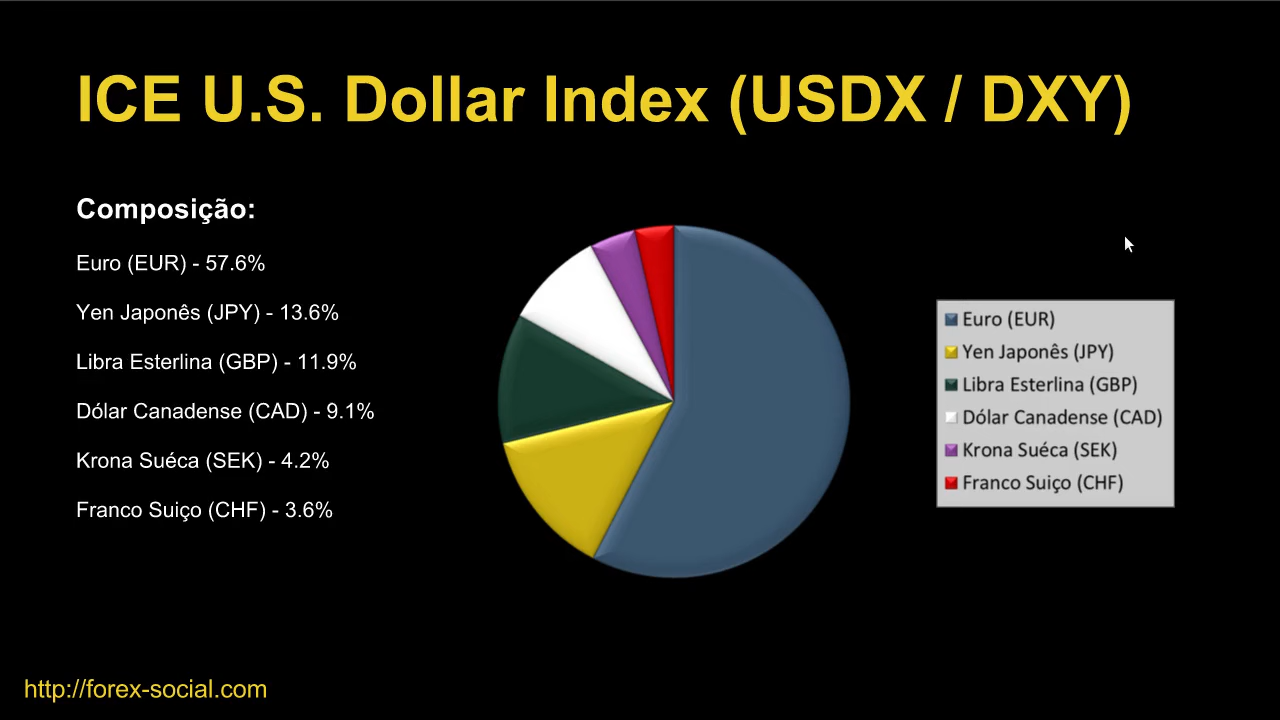 ICE U.S. Dollar Index (USDX / DXY)
Composição:
Euro (EUR) - 57.6%
Yen Japonês (JPY) - 13.6%
Libra Esterlina (GBP) - 11.9%
Dólar Canadense (CAD) - 9.1%
Krona Suéca (SEK) - 4.2%
Franco Suiço (CHF) - 3.6%
Euro (EUR)
Yen Japonês (JPY)
Libra Esterlina (GBP)
Dólar Canadense (CAD)
Krona Suéca (SEK)
Franco Suiço (CHF)
http://forex-social.com